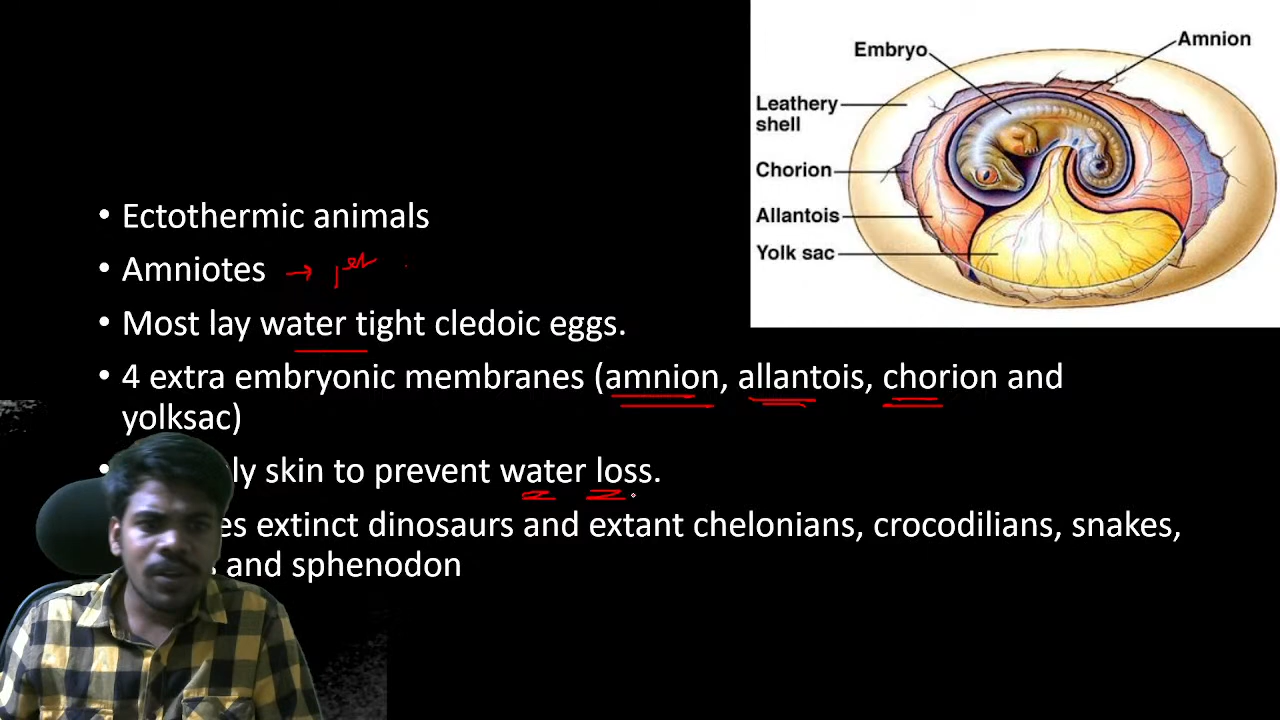 Embryo
Amnion
Leathery
shell
Chorion
Allantois
Yolk sac
• Ectothermic animals
• Amniotes →
• Most lay water tight cledoic eggs.
• 4 extra embryonic membranes (amnion, allantois, chorion and
yolksac)
• ly skin to prevent water loss.
es extinct dinosaurs and extant chelonians, crocodilians, snakes,
and sphenodon